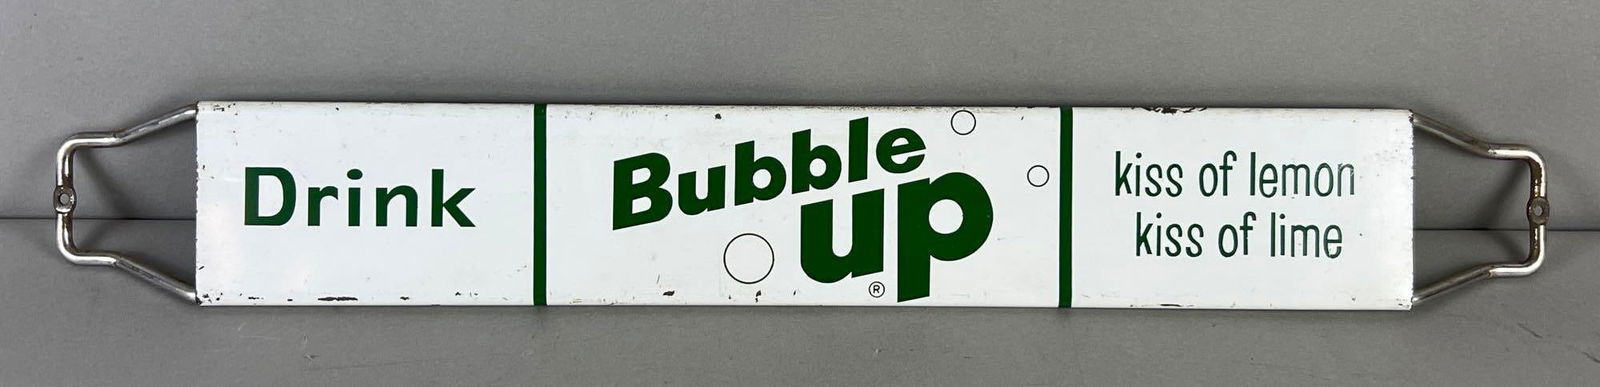 Drink
Bubble
up
®
kiss of lemon
kiss of lime